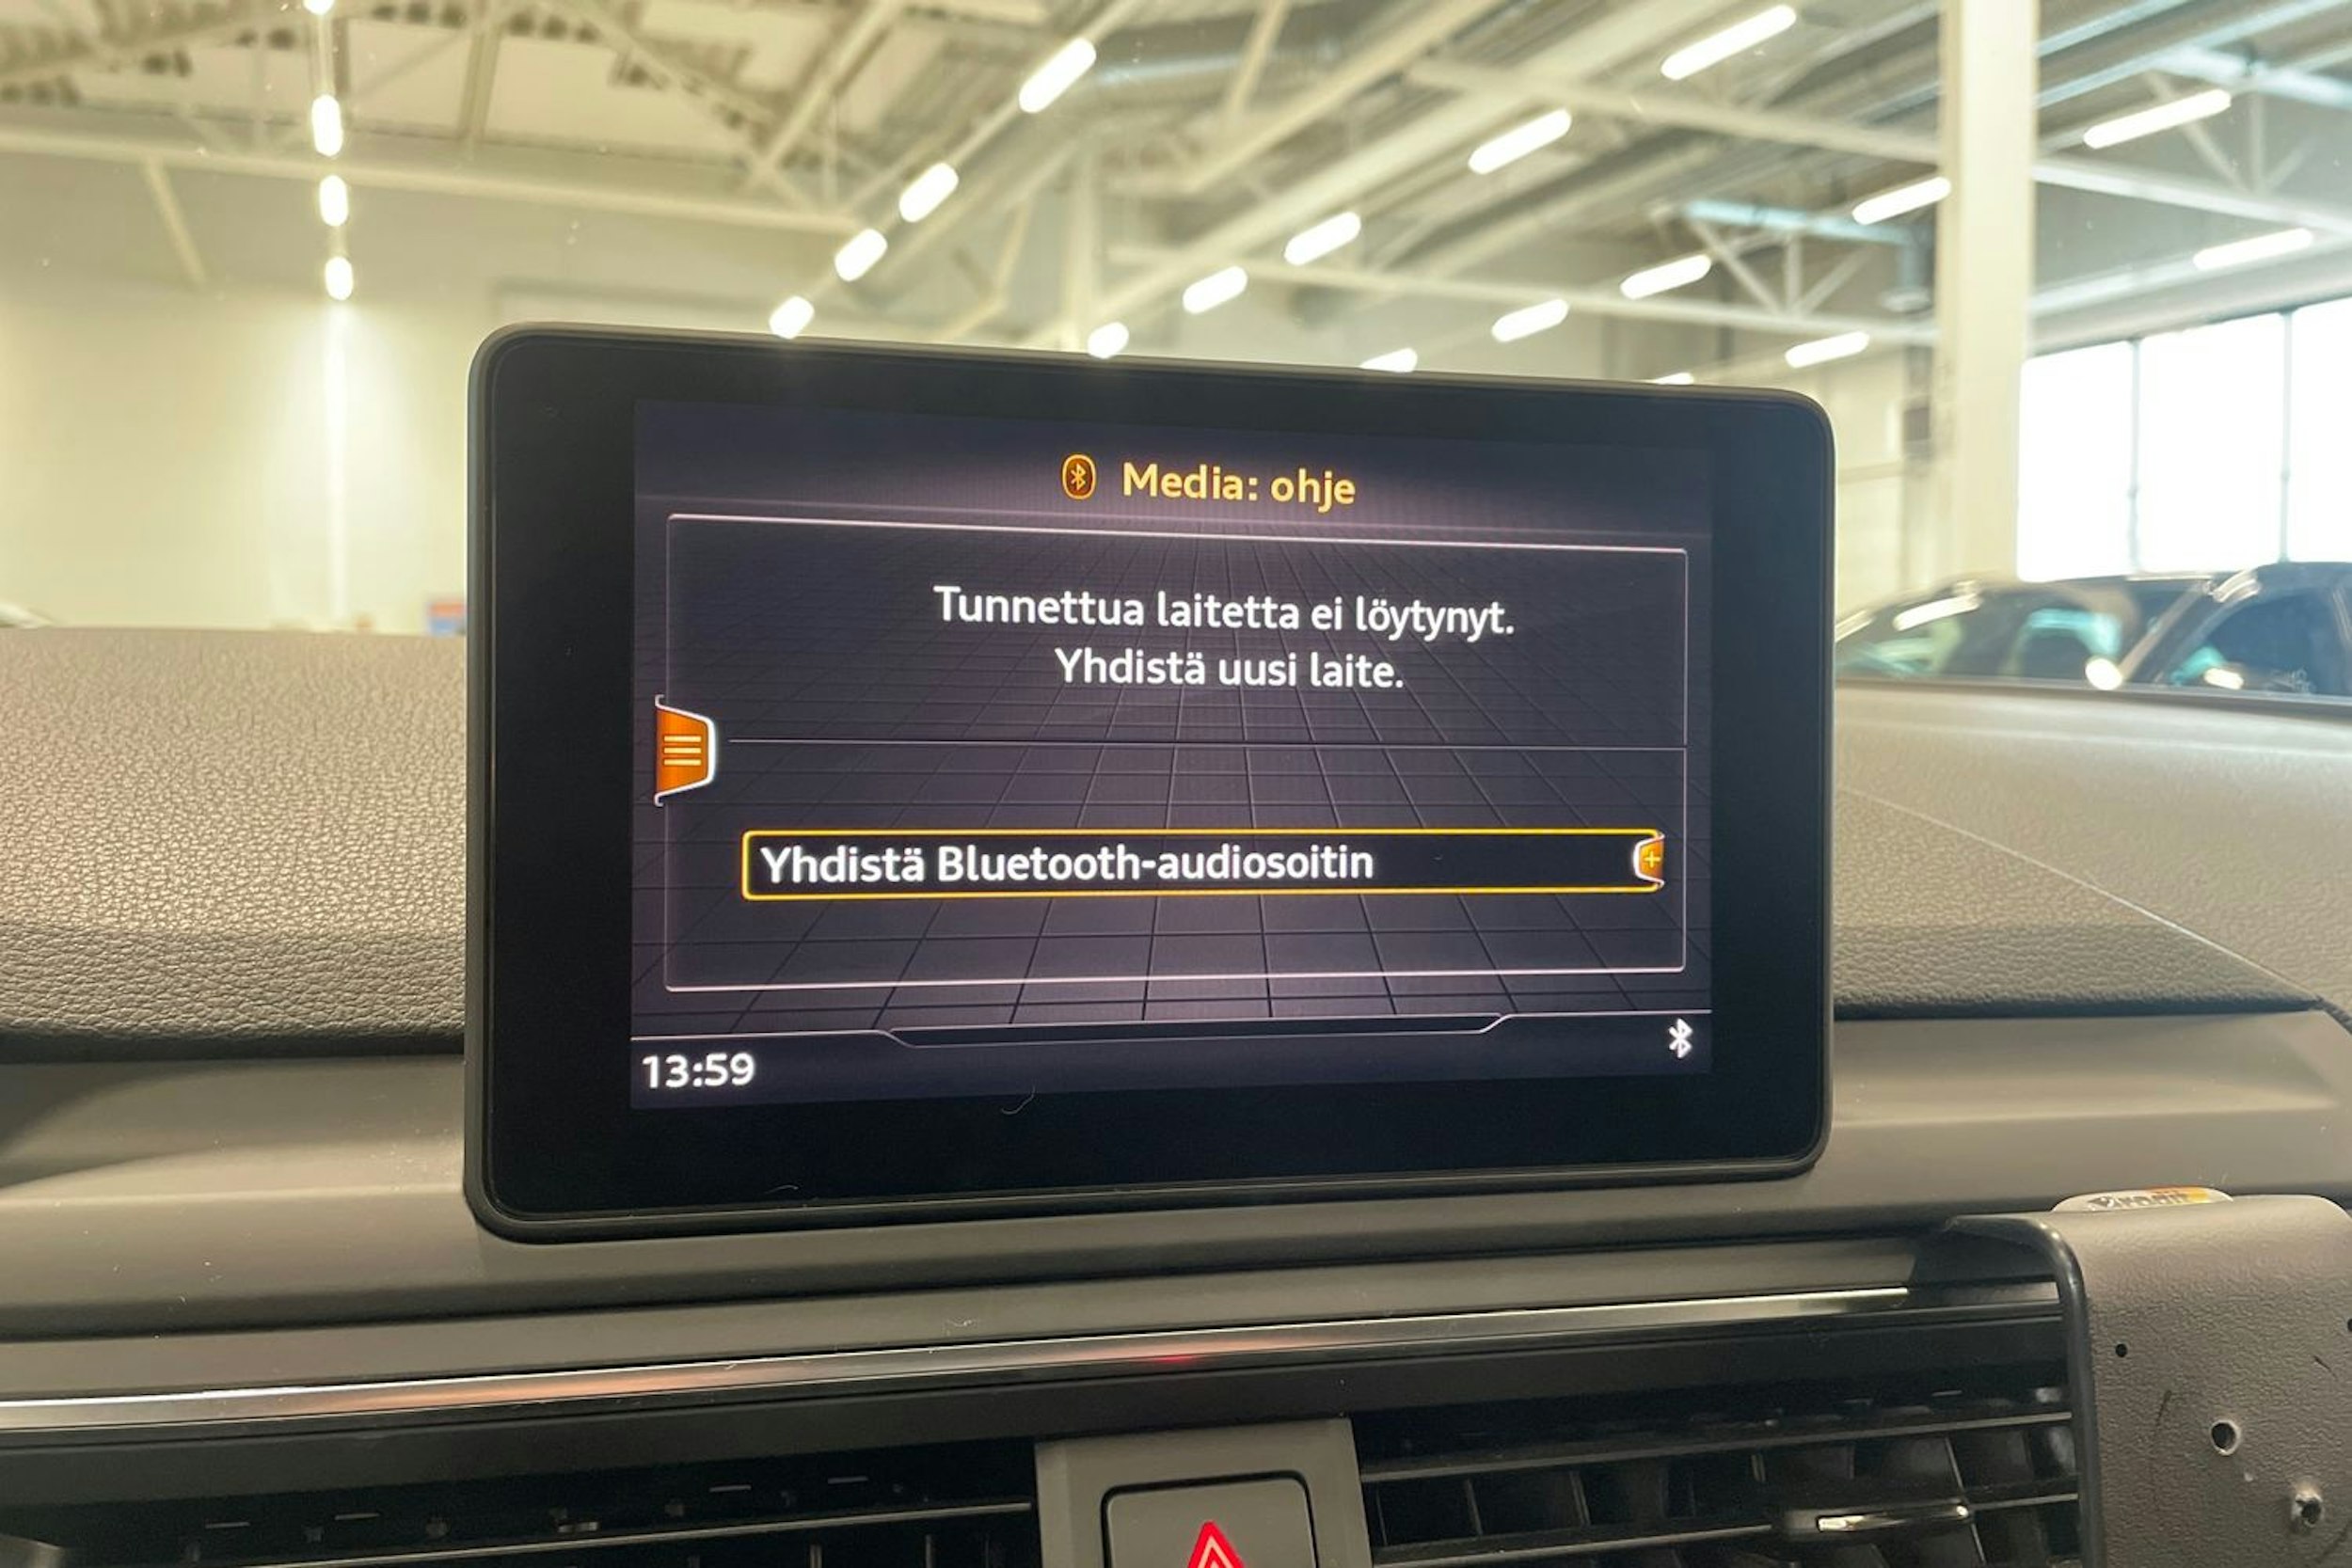 Media: ohje
Tunnettua laitetta ei löytynyt.
Yhdistä uusi laite.
Yhdistä Bluetooth-audiosoitin
13:59